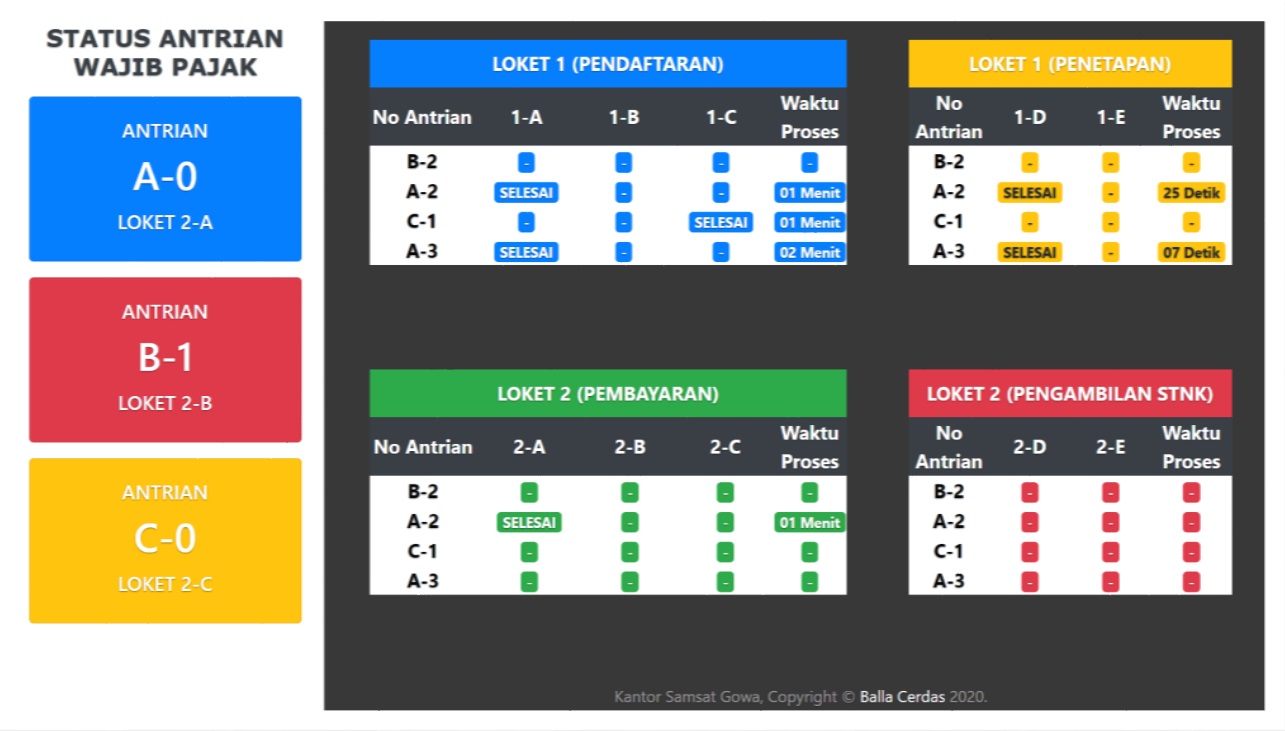 STATUS ANTRIAN
WAJIB PAJAK
ANTRIAN
A-0
LOKET 2-A
ANTRIAN
B-1
LOKET 2-B
ANTRIAN
C-0
LOKET 2-C
LOKET 1 (PENDAFTARAN)
No Antrian 1-A 1-B 1-C Waktu Proses
B-2 - - - -
A-2 SELESAI - - 01 Menit
C-1 - - SELESAI 01 Menit
A-3 SELESAI - - 02 Menit
LOKET 1 (PENETAPAN)
No Antrian 1-D 1-E Waktu Proses
B-2 - - -
A-2 SELESAI - 25 Detik
C-1 - - -
A-3 SELESAI - 07 Detik
LOKET 2 (PEMBAYARAN)
No Antrian 2-A 2-B 2-C Waktu Proses
B-2 - - - -
A-2 SELESAI - - 01 Menit
C-1 - - - -
A-3 - - - -
LOKET 2 (PENGAMBILAN STNK)
No Antrian 2-D 2-E Waktu Proses
B-2 - - -
A-2 - - -
C-1 - - -
A-3 - - -
Kantor Samsat Gowa, Copyright © Balla Cerdas 2020.